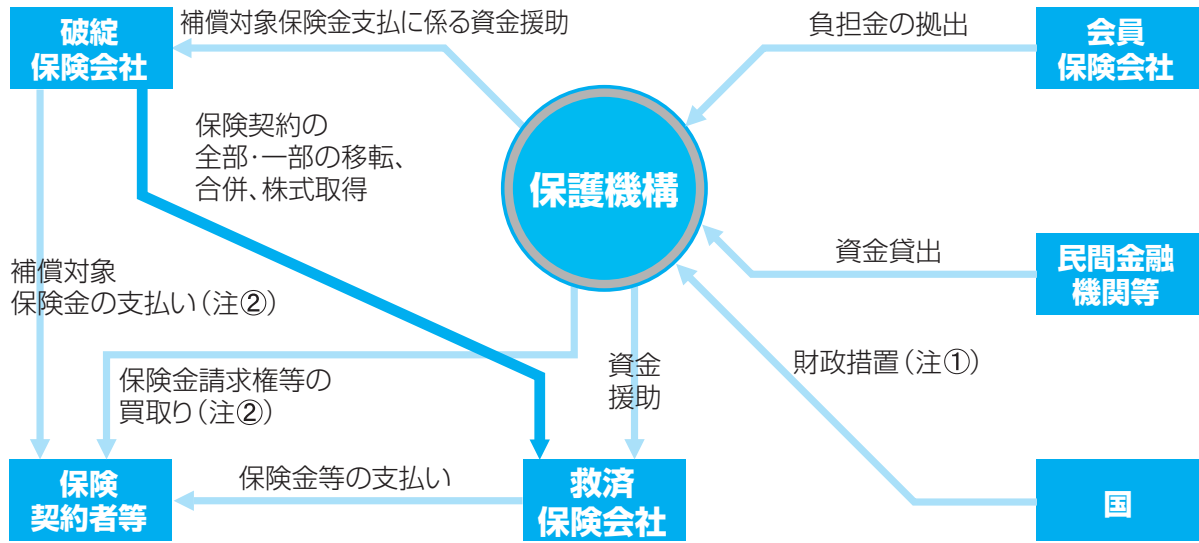 破綻
保険会社
補償対象保険金支払に係る資金援助
負担金の拠出
会員
保険会社
保険契約の
全部・一部の移転、
合併、株式取得
保護機構
補償対象
保険金の支払い（注②）
資金貸出
民間金融
機関等
保険金請求権等の
買取り（注②）
資金
援助
財政措置（注①）
保険
契約者等
保険金等の支払い
救済
保険会社
国